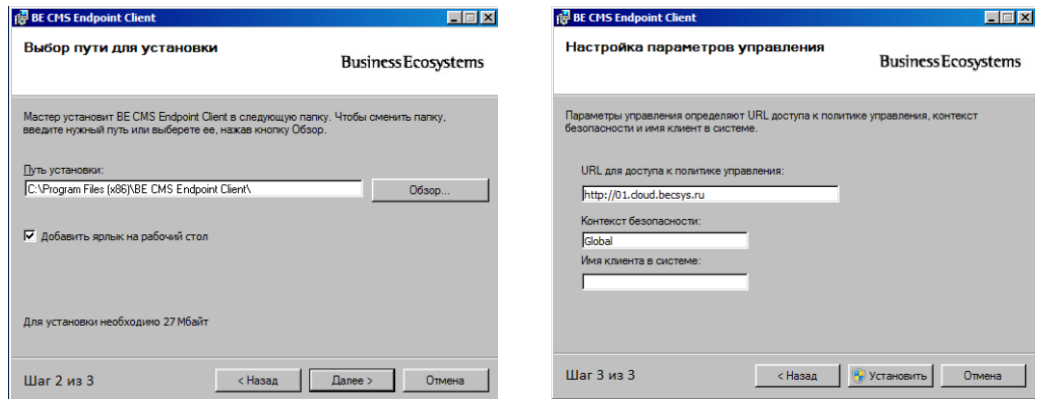 BE CMS Endpoint Client
Выбор пути для установки
BusinessEcosystems
Мастер установит BE CMS Endpoint Client в следующую папку. Чтобы сменить папку,
введите нужный путь или выберете ее, нажав кнопку Обзор.
Путь установки:
C:\Program Files (x86)\BE CMS Endpoint Client\
Обзор...
Добавить ярлык на рабочий стол
Для установки необходимо 27 Мбайт
Шаг 2 из 3
< Назад
Далее >
Отмена
BE CMS Endpoint Client
Настройка параметров управления
BusinessEcosystems
Параметры управления определяют URL доступа к политике управления, контекст
безопасности и имя клиент в системе.
URL для доступа к политике управления:
http://01.cloud.becsys.ru
Контекст безопасности:
Global
Имя клиента в системе:
Шаг 3 из 3
< Назад
Установить
Отмена